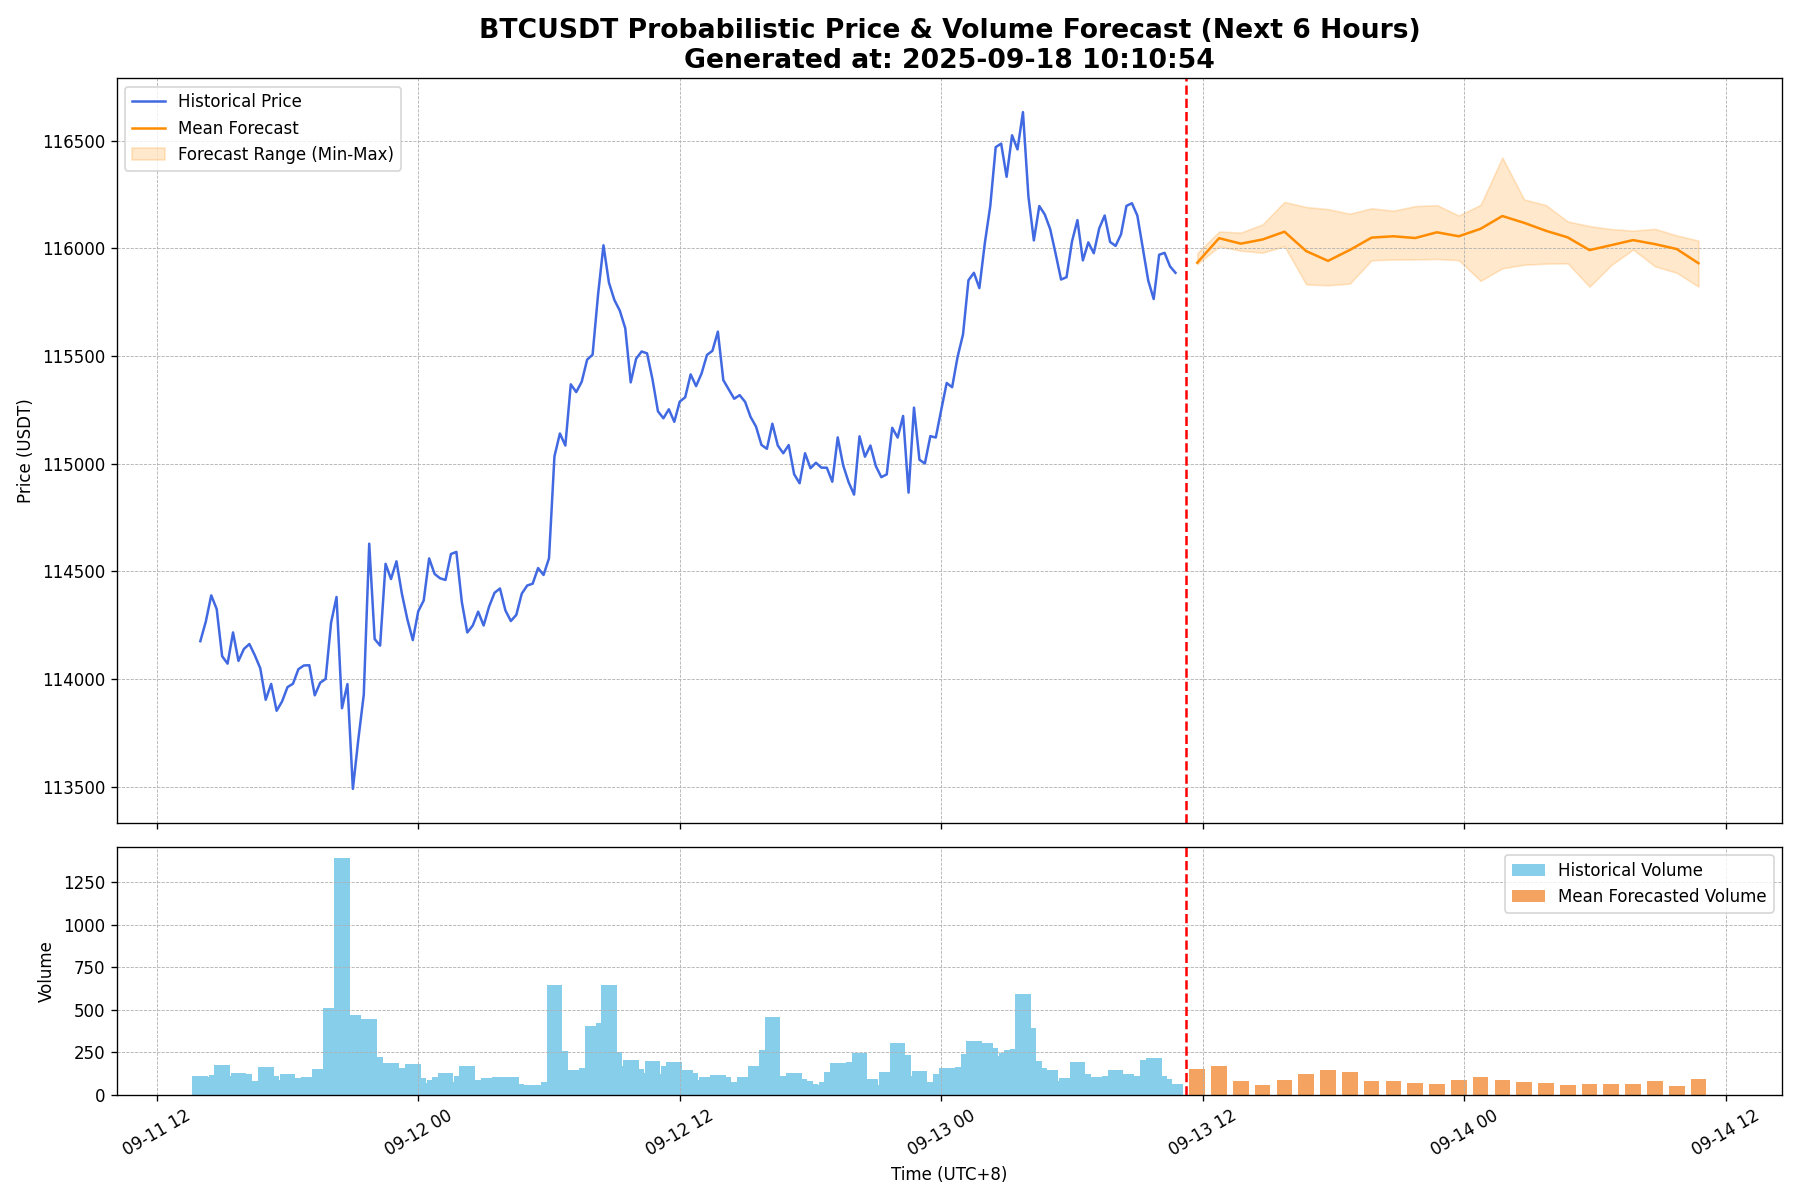 BTCUSDT Probabilistic Price & Volume Forecast (Next 6 Hours)
Generated at: 2025-09-18 10:10:54
Historical Price
Mean Forecast
Forecast Range (Min-Max)
116500
116000
115500
115000
114500
114000
113500
Price (USDT)
Historical Volume
Mean Forecasted Volume
1250
1000
750
500
250
0
Volume
09-11 12
09-12 00
09-12 12
09-13 00
09-13 12
09-14 00
09-14 12
Time (UTC+8)